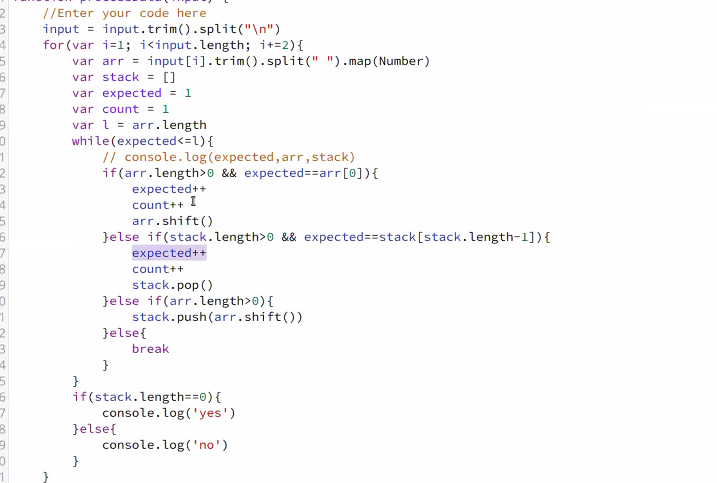 2 //Enter your code here
3 input = input.trim().split("\n")
4 for(var i=1; i<input.length; i+=2){
5 var arr = input[i].trim().split(" ").map(Number)
6 var stack = []
7 var expected = 1
8 var count = 1
9 var l = arr.length
0 while(expected<=l){
1 // console.log(expected,arr,stack)
2 if(arr.length>0 && expected==arr[0]){
3 expected++
4 count++
5 arr.shift()
6 }else if(stack.length>0 && expected==stack[stack.length-1]){
7 expected++
8 count++
9 stack.pop()
0 }else if(arr.length>0){
1 stack.push(arr.shift())
2 }else{
3 break
4 }
5 }
6 if(stack.length==0){
7 console.log('yes')
8 }else{
9 console.log('no')
0 }
1 }